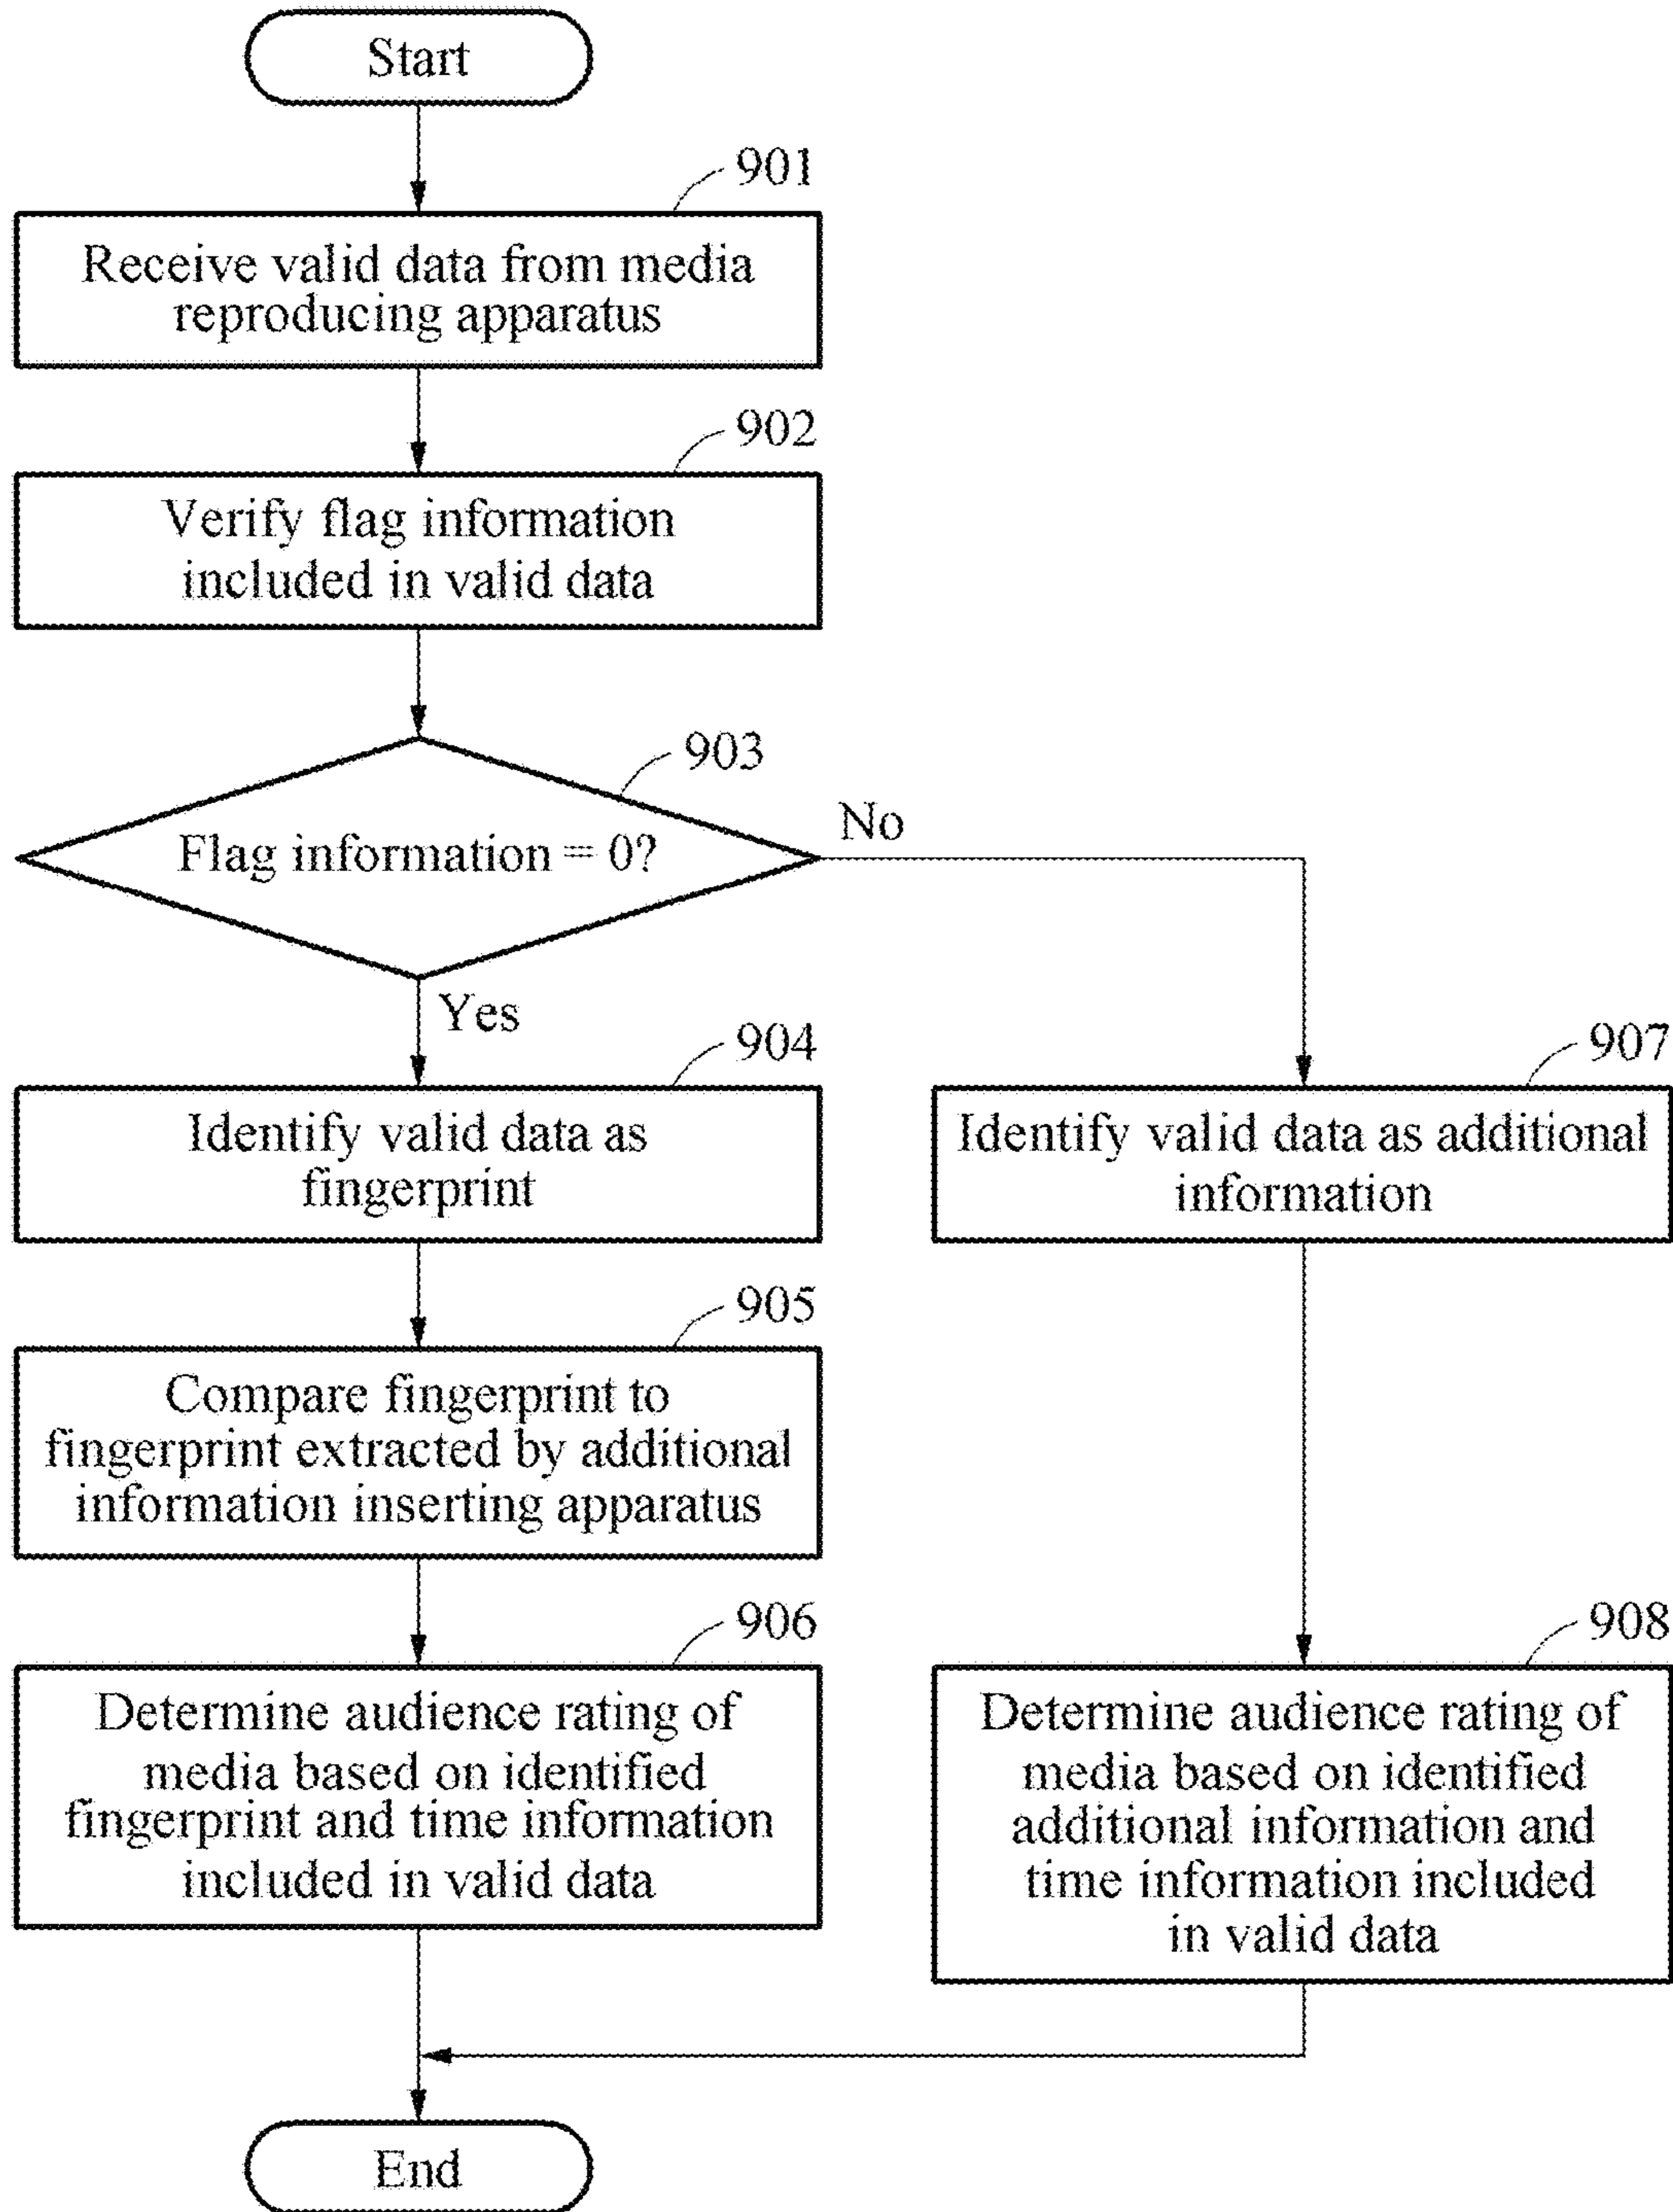 Start
901
Receive valid data from media
reproducing apparatus
902
Verify flag information
included in valid data
903
Flag information = 0?
No
Yes
904
Identify valid data as
fingerprint
907
Identify valid data as additional
information
905
Compare fingerprint to
fingerprint extracted by additional
information inserting apparatus
906
Determine audience rating of
media based on identified
fingerprint and time information
included in valid data
908
Determine audience rating of
media based on identified
additional information and
time information included
in valid data
End